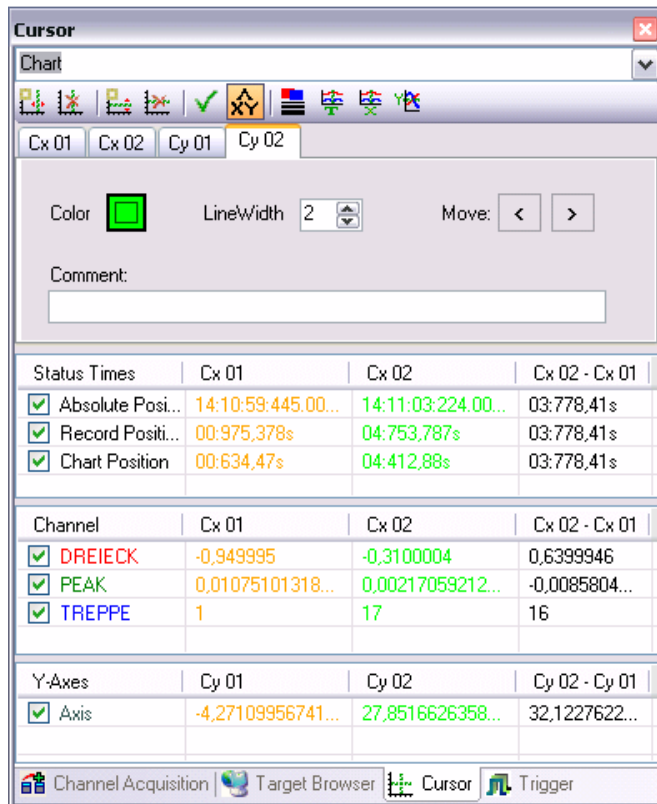 Cursor
Chart
Cx 01 Cx 02 Cy 01 Cy 02
Color LineWidth 2 Move: < >
Comment:
Status Times Cx 01 Cx 02 Cx 02 - Cx 01
Absolute Posi... 14:10:59:445.00... 14:11:03:224.00... 03:778,41s
Record Positi... 00:975,378s 04:753,787s 03:778,41s
Chart Position 00:634,47s 04:412,88s 03:778,41s
Channel Cx 01 Cx 02 Cx 02 - Cx 01
DREIECK -0,949995 -0,3100004 0,6399946
PEAK 0,01075101318... 0,00217059212... -0,0085804...
TREPPE 1 17 16
Y-Axes Cy 01 Cy 02 Cy 02 - Cy 01
Axis -4,27109956741... 27,8516626358... 32,1227622...
Channel Acquisition Target Browser Cursor Trigger